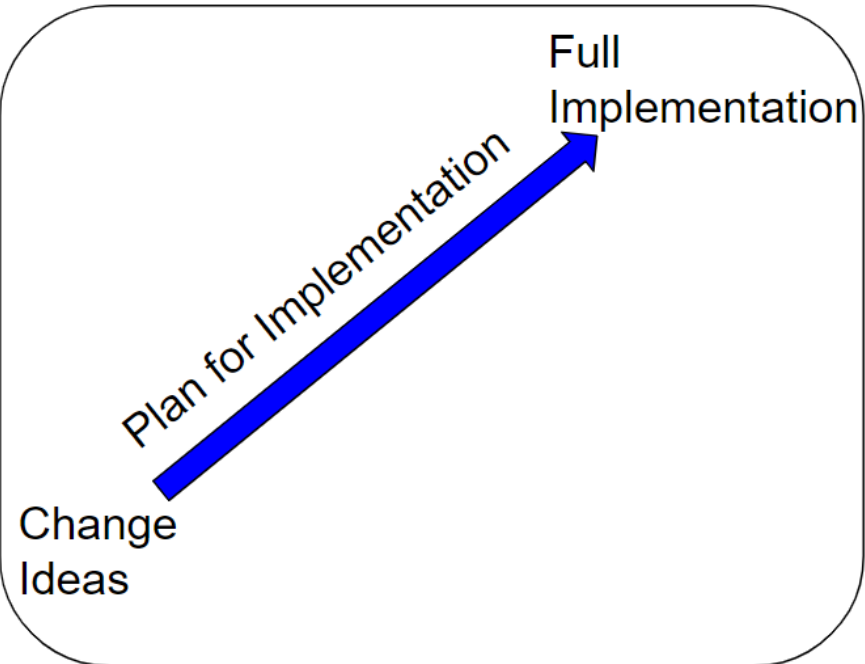 Full
Implementation
Plan for Implementation
Change
Ideas